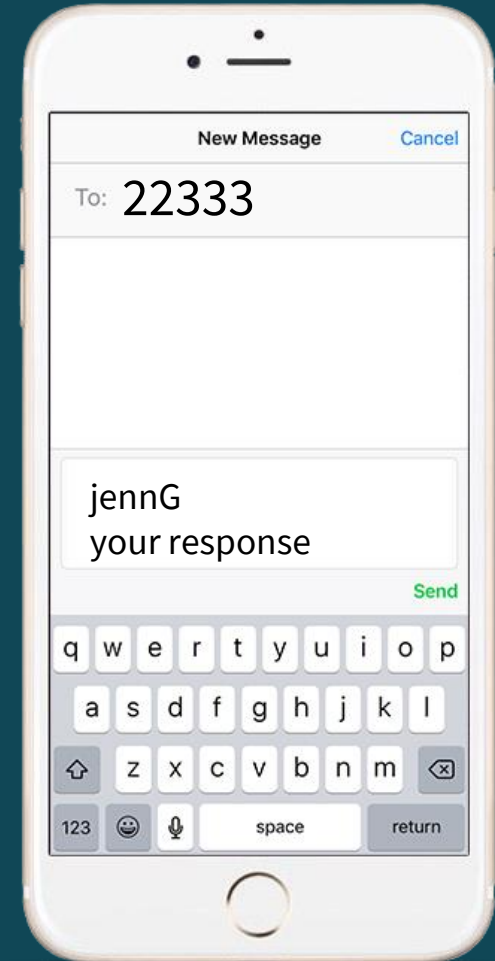 New Message Cancel
To: 22333
jennG
your response
Send
q w e r t y u i o p
a s d f g h j k l
z x c v b n m
123 space return